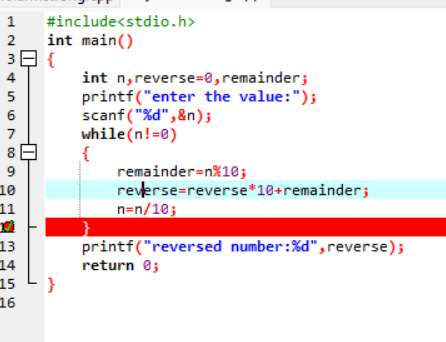 1 #include<stdio.h>
2 int main()
3 {
4 int n,reverse=0,remainder;
5 printf("enter the value:");
6 scanf("%d",&n);
7 while(n!=0)
8 {
9 remainder=n%10;
10 reverse=reverse*10+remainder;
11 n=n/10;
}
13 printf("reversed number:%d",reverse);
14 return 0;
15 }
16